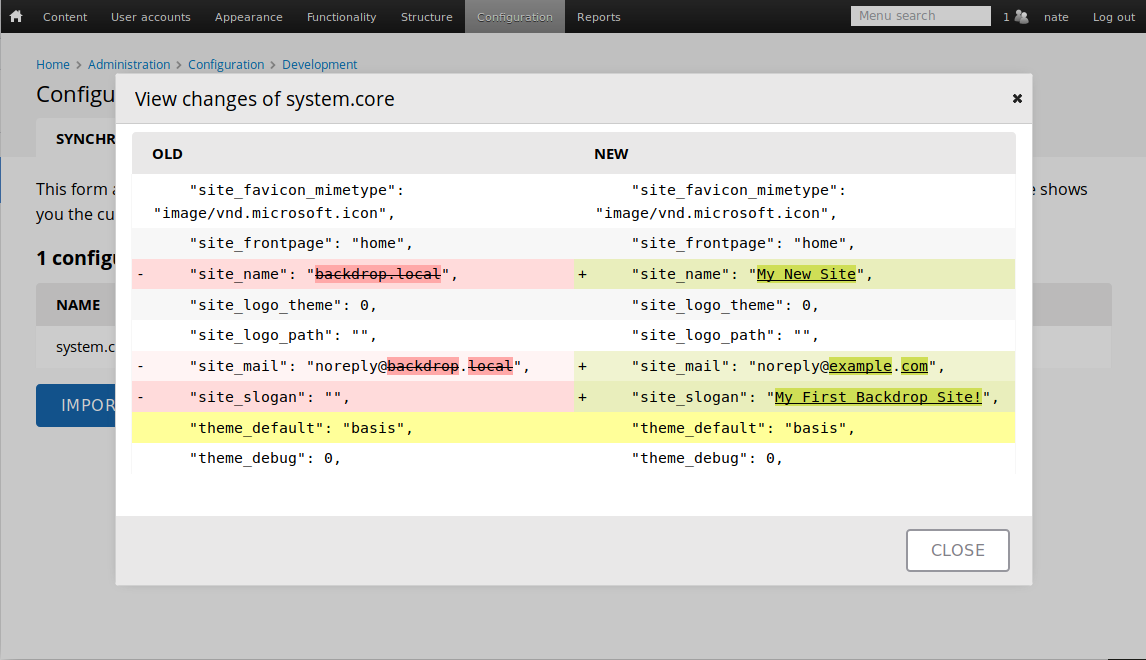 Content User accounts Appearance Functionality Structure Configuration Reports Menu search 1 nate Log out
Home > Administration > Configuration > Development
Configu
View changes of system.core
SYNCHR
OLD NEW
This form shows
you the cu
"site_favicon_mimetype": "site_favicon_mimetype":
"image/vnd.microsoft.icon", "image/vnd.microsoft.icon",
"site_frontpage": "home", "site_frontpage": "home",
1 config
- "site_name": "backdrop.local", + "site_name": "My New Site",
NAME
"site_logo_theme": 0, "site_logo_theme": 0,
"site_logo_path": "", "site_logo_path": "",
system.c
- "site_mail": "noreply@backdrop.local", + "site_mail": "noreply@example.com",
- "site_slogan": "", + "site_slogan": "My First Backdrop Site!",
IMPOR
"theme_default": "basis", "theme_default": "basis",
"theme_debug": 0, "theme_debug": 0,
CLOSE